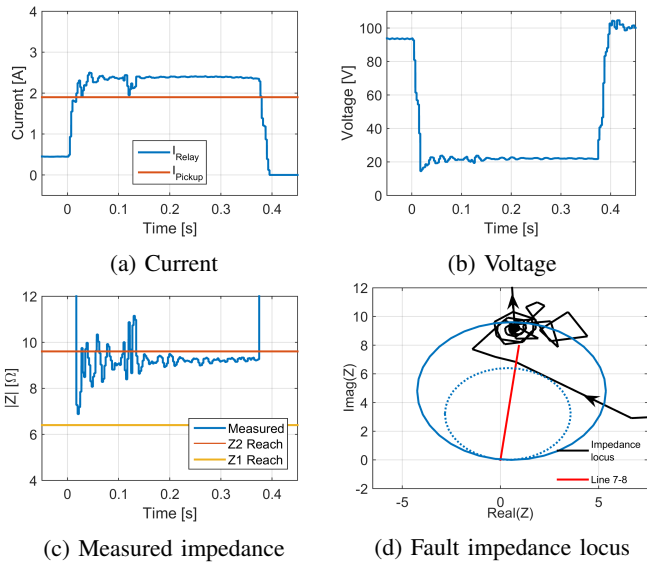 4
3
2
1
0
Current [A]
I_Relay
I_Pickup
0 0.1 0.2 0.3 0.4
Time [s]
(a) Current
100
80
60
40
20
0
Voltage [V]
0 0.1 0.2 0.3 0.4
Time [s]
(b) Voltage
12
10
8
6
4
|Z| [Ω]
Measured
Z2 Reach
Z1 Reach
0 0.1 0.2 0.3 0.4
Time [s]
(c) Measured impedance
12
10
8
6
4
2
0
-2
Imag(Z)
Impedance
locus
Line 7-8
-5 0 5
Real(Z)
(d) Fault impedance locus